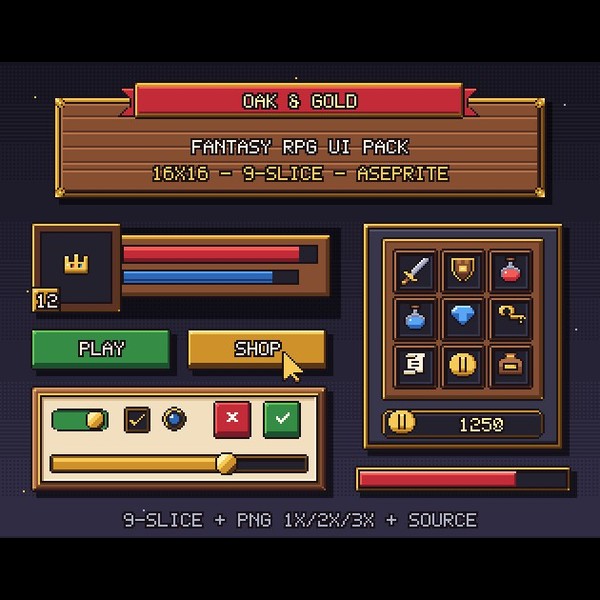 OAK & GOLD
FANTASY RPG UI PACK
16X16 - 9-SLICE - ASEPRITE
12
PLAY
SHOP
1250
9-SLICE + PNG 1X/2X/3X + SOURCE